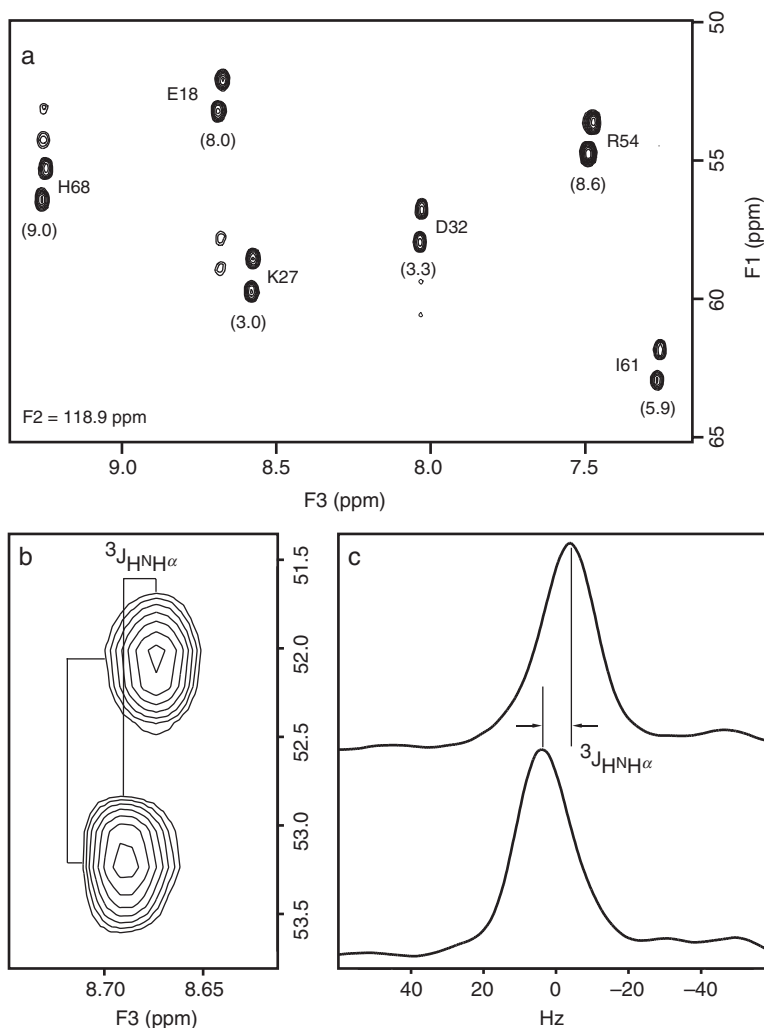 a
E18
(8.0)
H68
(9.0)
K27
(3.0)
D32
(3.3)
R54
(8.6)
I61
(5.9)
F2 = 118.9 ppm
50
55
60
65
F1 (ppm)
9.0 8.5 8.0 7.5
F3 (ppm)
b
³J_HᴺHᵅ
51.5
52.0
52.5
53.0
53.5
8.70 8.65
F3 (ppm)
c
³J_HᴺHᵅ
40 20 0 −20 −40
Hz